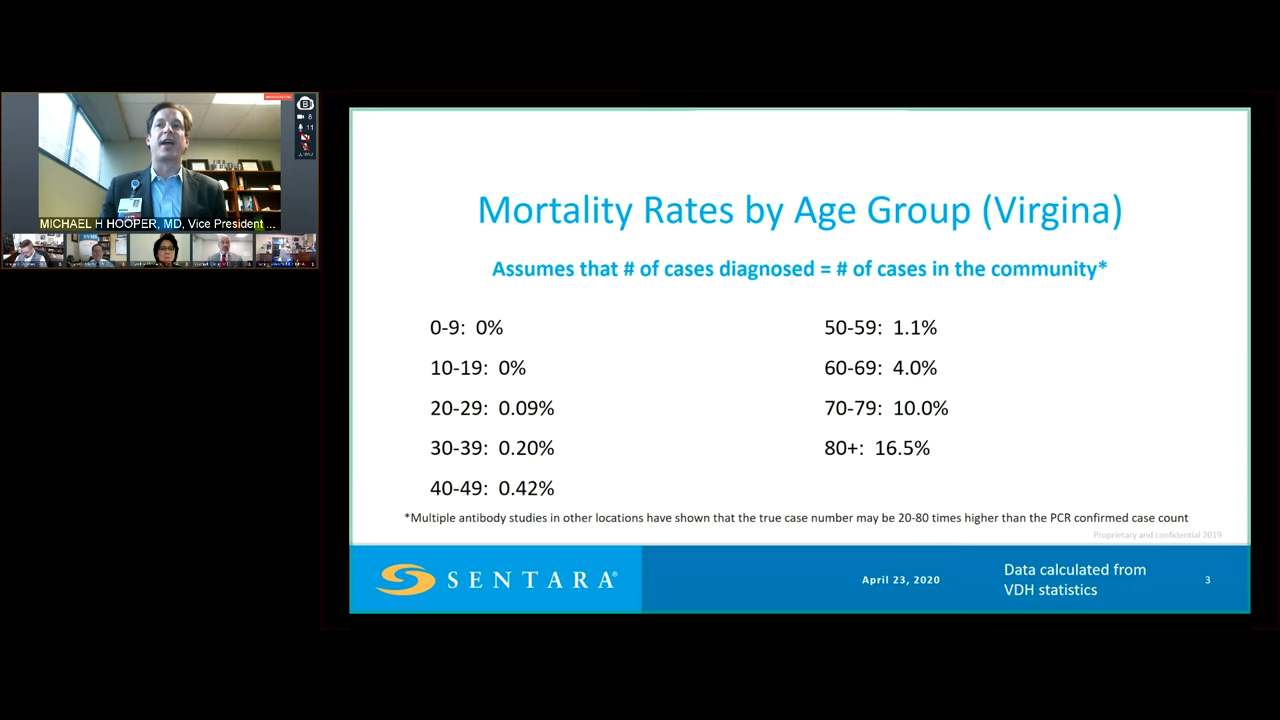 B
8
11
MICHAEL H HOOPER, MD, Vice President ...
Mortality Rates by Age Group (Virgina)
Assumes that # of cases diagnosed = # of cases in the community*
0-9: 0%
10-19: 0%
20-29: 0.09%
30-39: 0.20%
40-49: 0.42%
50-59: 1.1%
60-69: 4.0%
70-79: 10.0%
80+: 16.5%
*Multiple antibody studies in other locations have shown that the true case number may be 20-80 times higher than the PCR confirmed case count
Proprietary and confidential 2019
SENTARA®
April 23, 2020
Data calculated from
VDH statistics
3